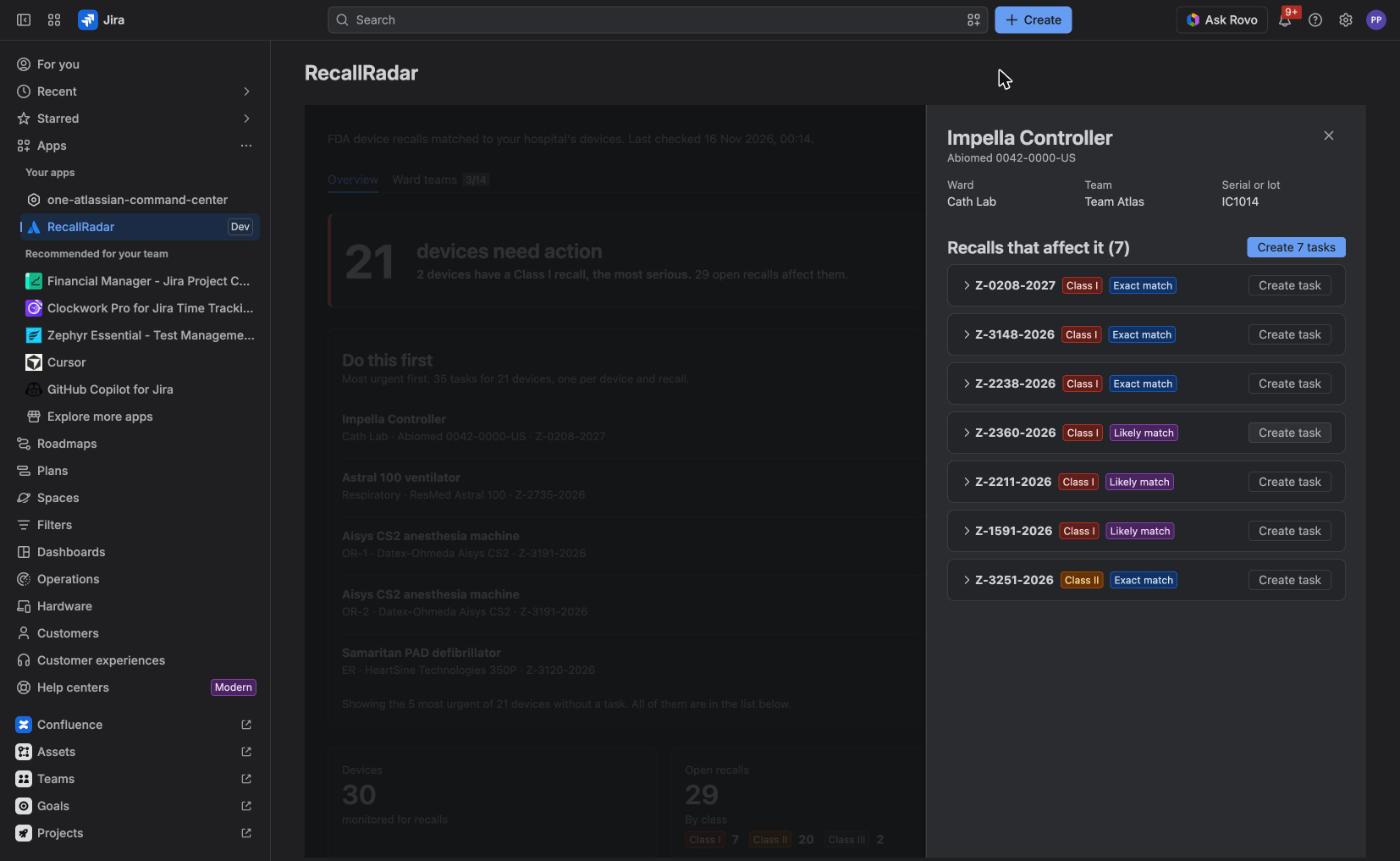 Jira
Search
Create
Ask Rovo
9+
PP
For you
Recent
Starred
Apps
Your apps
one-atlassian-command-center
RecallRadar
Dev
Recommended for your team
Financial Manager - Jira Project C...
Clockwork Pro for Jira Time Tracki...
Zephyr Essential - Test Manageme...
Cursor
GitHub Copilot for Jira
Explore more apps
Roadmaps
Plans
Spaces
Filters
Dashboards
Operations
Hardware
Customers
Customer experiences
Help centers
Modern
Confluence
Assets
Teams
Goals
Projects
RecallRadar
FDA device recalls matched to your hospital's devices. Last checked 16 Nov 2026, 00:14.
Overview
Ward teams 3/14
21
devices need action
2 devices have a Class I recall, the most serious. 29 open recalls affect them.
Do this first
Most urgent first. 35 tasks for 21 devices, one per device and recall.
Impella Controller
Cath Lab · Abiomed 0042-0000-US · Z-0208-2027
Astral 100 ventilator
Respiratory · ResMed Astral 100 · Z-2735-2026
Aisys CS2 anesthesia machine
OR-1 · Datex-Ohmeda Aisys CS2 · Z-3191-2026
Aisys CS2 anesthesia machine
OR-2 · Datex-Ohmeda Aisys CS2 · Z-3191-2026
Samaritan PAD defibrillator
ER · HeartSine Technologies 350P · Z-3120-2026
Showing the 5 most urgent of 21 devices without a task. All of them are in the list below.
Devices
30
monitored for recalls
Open recalls
29
By class
Class I 7 Class II 20 Class III 2
Impella Controller
Abiomed 0042-0000-US
Ward Team Serial or lot
Cath Lab Team Atlas IC1014
Recalls that affect it (7)
Create 7 tasks
Z-0208-2027 Class I Exact match Create task
Z-3148-2026 Class I Exact match Create task
Z-2238-2026 Class I Exact match Create task
Z-2360-2026 Class I Likely match Create task
Z-2211-2026 Class I Likely match Create task
Z-1591-2026 Class I Likely match Create task
Z-3251-2026 Class II Exact match Create task